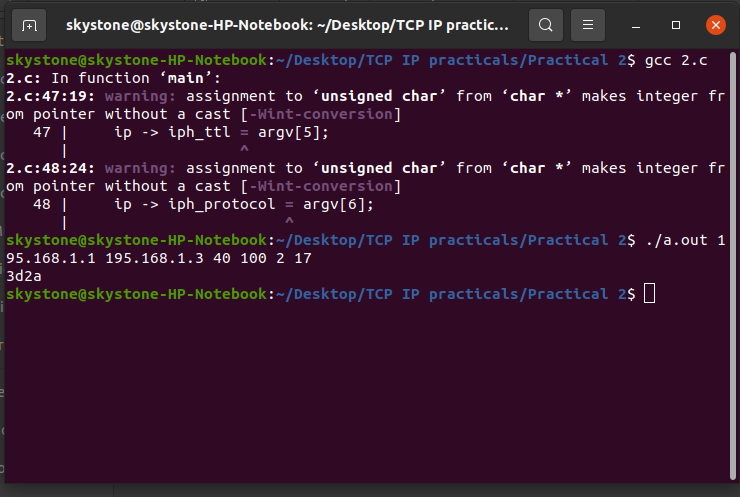 skystone@skystone-HP-Notebook: ~/Desktop/TCP IP practic...
skystone@skystone-HP-Notebook:~/Desktop/TCP IP practicals/Practical 2$ gcc 2.c
2.c: In function ‘main’:
2.c:47:19: warning: assignment to ‘unsigned char’ from ‘char *’ makes integer fr
om pointer without a cast [-Wint-conversion]
   47 |     ip -> iph_ttl = argv[5];
      |                   ^
2.c:48:24: warning: assignment to ‘unsigned char’ from ‘char *’ makes integer fr
om pointer without a cast [-Wint-conversion]
   48 |     ip -> iph_protocol = argv[6];
      |                        ^
skystone@skystone-HP-Notebook:~/Desktop/TCP IP practicals/Practical 2$ ./a.out 1
95.168.1.1 195.168.1.3 40 100 2 17
3d2a
skystone@skystone-HP-Notebook:~/Desktop/TCP IP practicals/Practical 2$